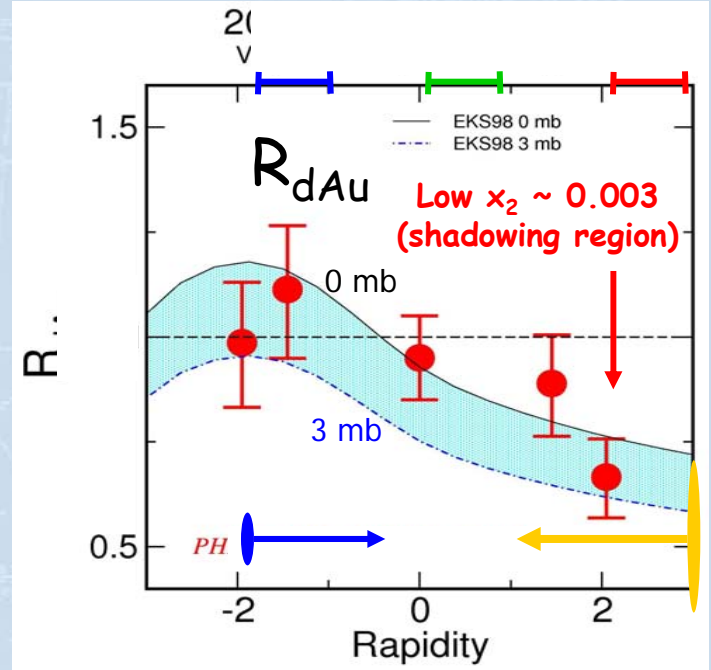 1.5
EKS98 0 mb
EKS98 3 mb
R_dAu
Low x₂ ~ 0.003
(shadowing region)
0 mb
3 mb
0.5
PH
-2
0
2
Rapidity